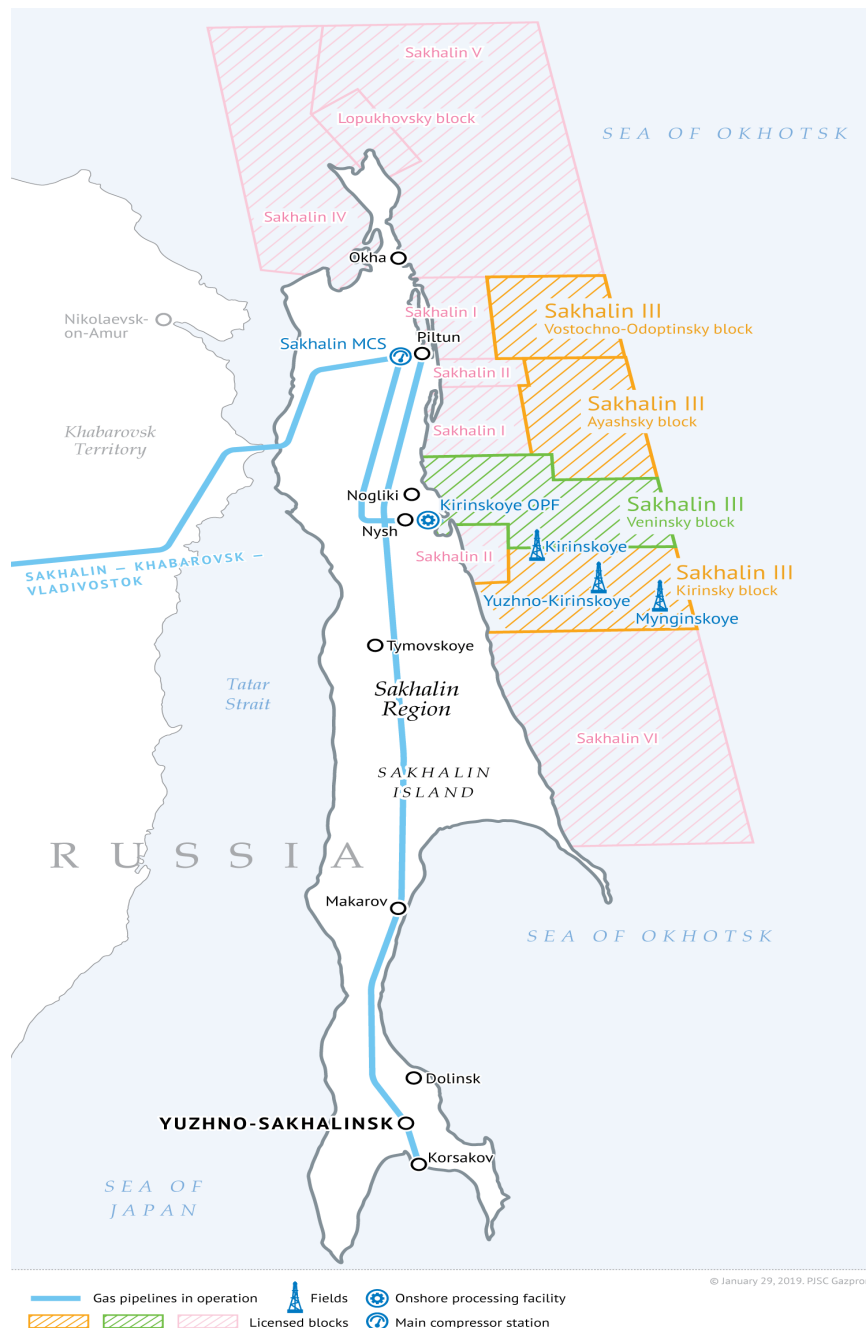 Sakhalin V
SEA OF OKHOTSK
Lopukhovsky block
Sakhalin IV
Okha
Sakhalin I
Sakhalin III
Vostochno-Odoptinsky block
Nikolaevsk-
on-Amur
Piltun
Sakhalin MCS
Sakhalin II
Sakhalin III
Ayashsky block
Sakhalin I
Khabarovsk
Territory
Nogliki
Kirinskoye OPF
Sakhalin III
Veninsky block
Nysh
Kirinskoye
Sakhalin II
SAKHALIN — KHABAROVSK —
VLADIVOSTOK
Sakhalin III
Kirinsky block
Yuzhno-Kirinskoye
Mynginskoye
Tymovskoye
Tatar
Strait
Sakhalin
Region
Sakhalin VI
SAKHALIN
ISLAND
RUSSIA
Makarov
SEA OF OKHOTSK
Dolinsk
YUZHNO-SAKHALINSK
Korsakov
SEA OF
JAPAN
© January 29, 2019. PJSC Gazpro
Gas pipelines in operation
Fields
Onshore processing facility
Licensed blocks
Main compressor station